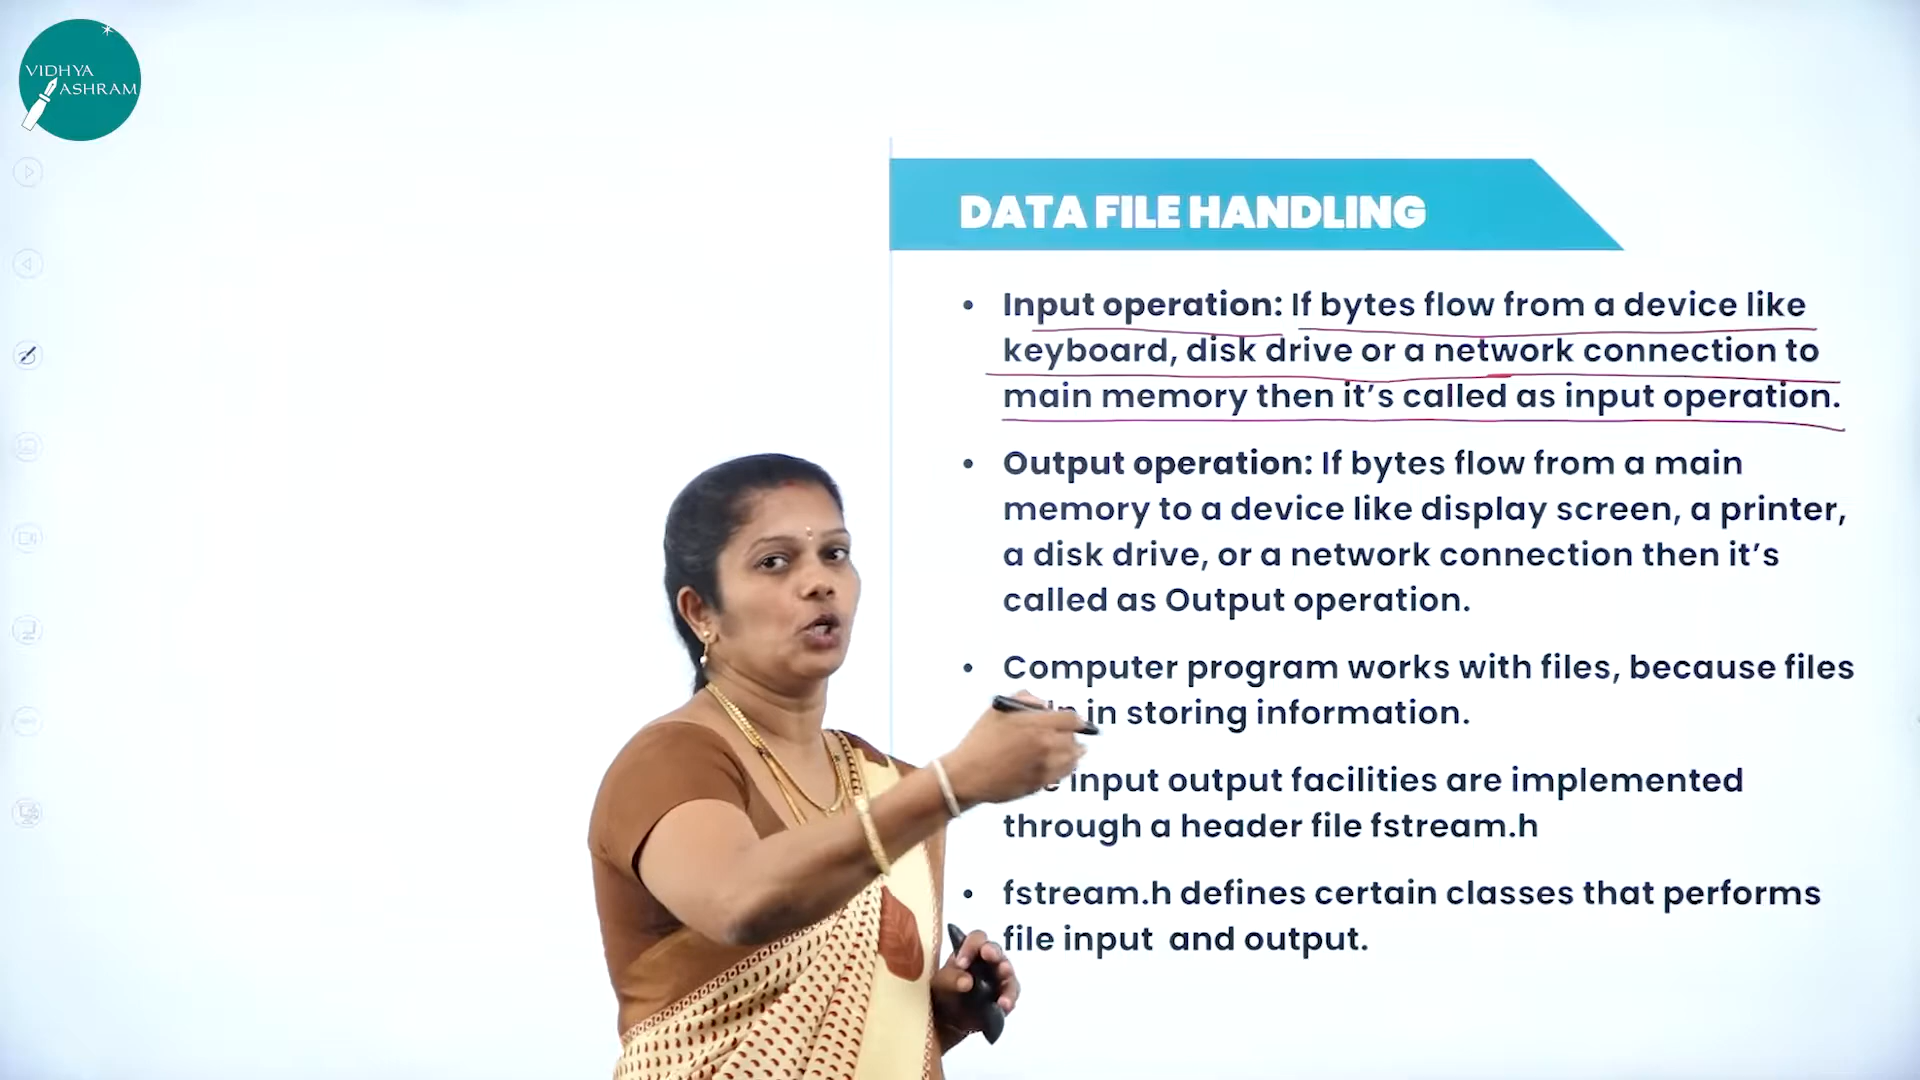 VIDHYA
ASHRAM
DATA FILE HANDLING
• Input operation: If bytes flow from a device like
keyboard, disk drive or a network connection to
main memory then it's called as input operation.
• Output operation: If bytes flow from a main
memory to a device like display screen, a printer,
a disk drive, or a network connection then it's
called as Output operation.
• Computer program works with files, because files
in storing information.
input output facilities are implemented
through a header file fstream.h
• fstream.h defines certain classes that performs
file input and output.